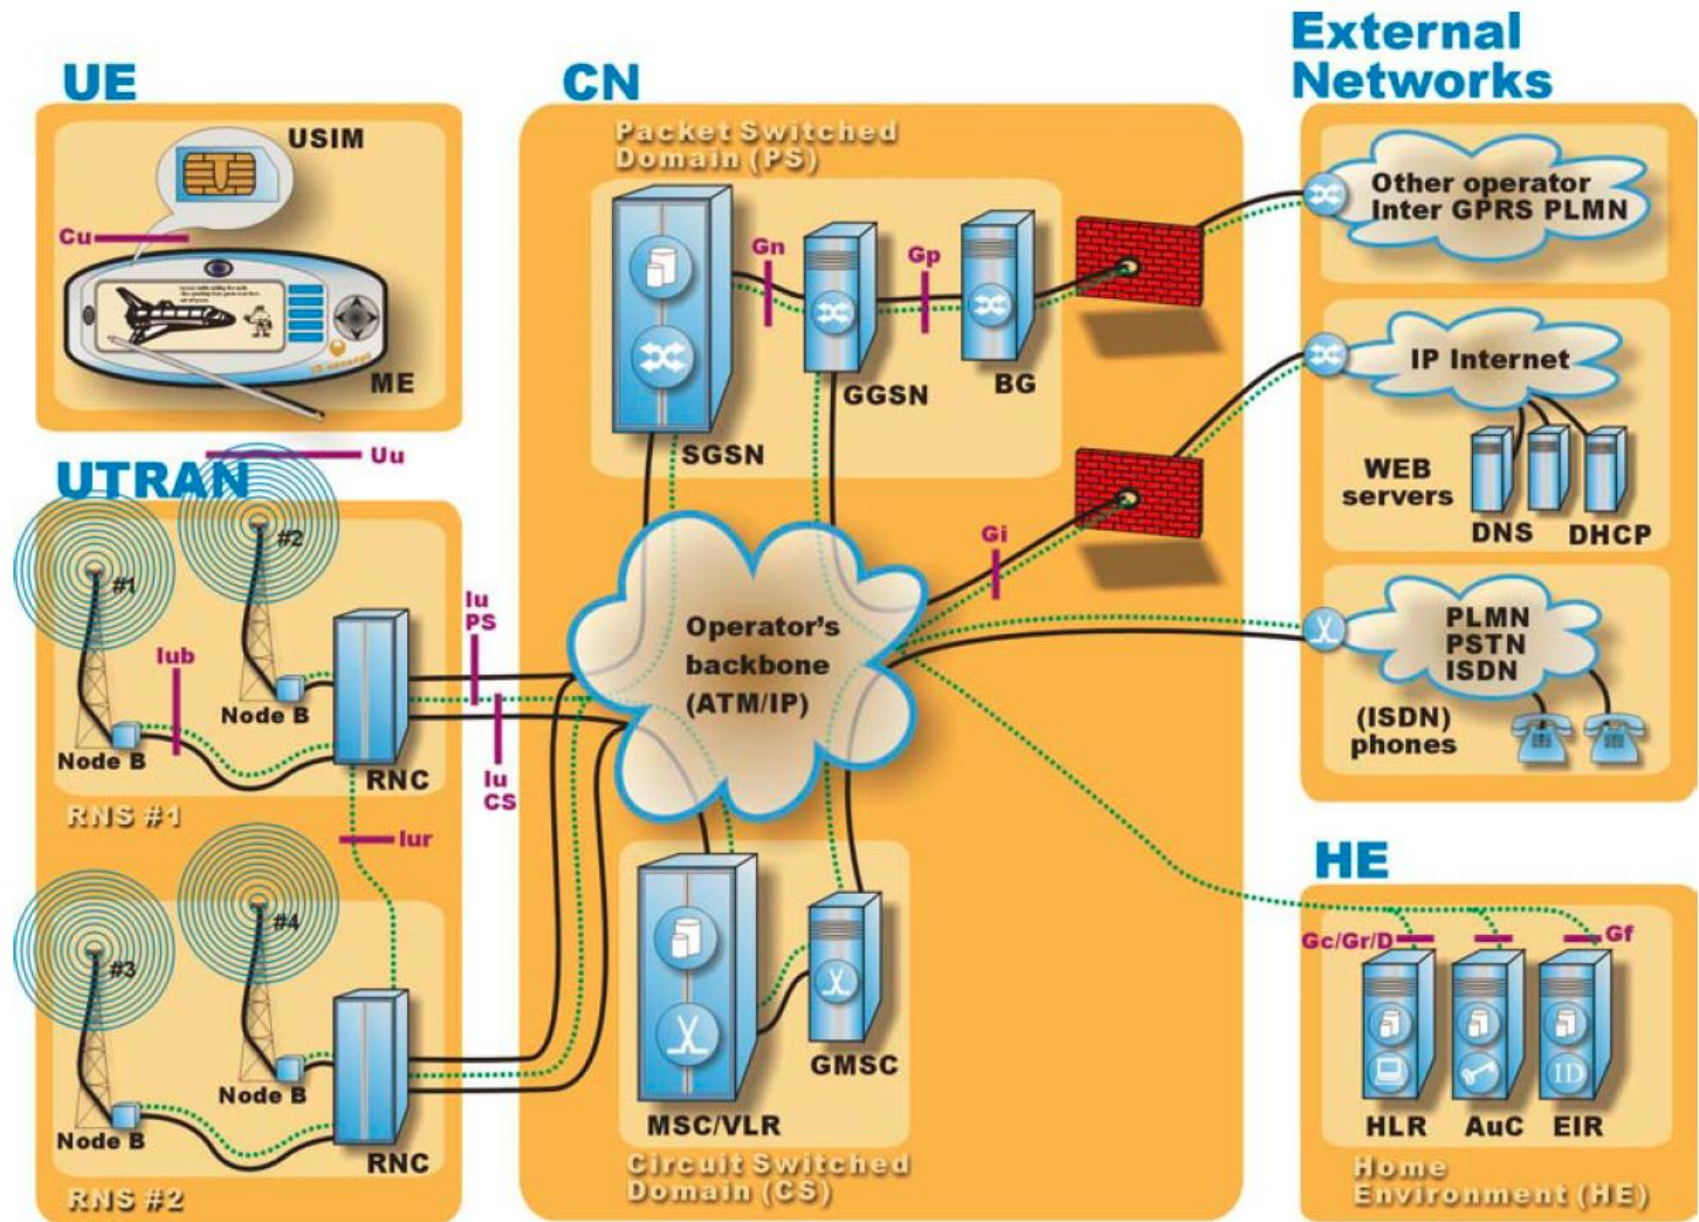 UE
USIM
Cu
ME
Uu
UTRAN
#1
#2
Iub
Node B
Node B
RNC
RNS #1
Iur
#3
#4
Node B
Node B
RNC
RNS #2
Iu
PS
Iu
CS
CN
Packet Switched
Domain (PS)
Gn
Gp
SGSN
GGSN
BG
Gi
Operator's
backbone
(ATM/IP)
MSC/VLR
GMSC
Circuit Switched
Domain (CS)
External
Networks
Other operator
Inter GPRS PLMN
IP Internet
WEB
servers
DNS
DHCP
PLMN
PSTN
ISDN
(ISDN)
phones
HE
Gc/Gr/D
Gf
ID
HLR
AuC
EIR
Home
Environment (HE)